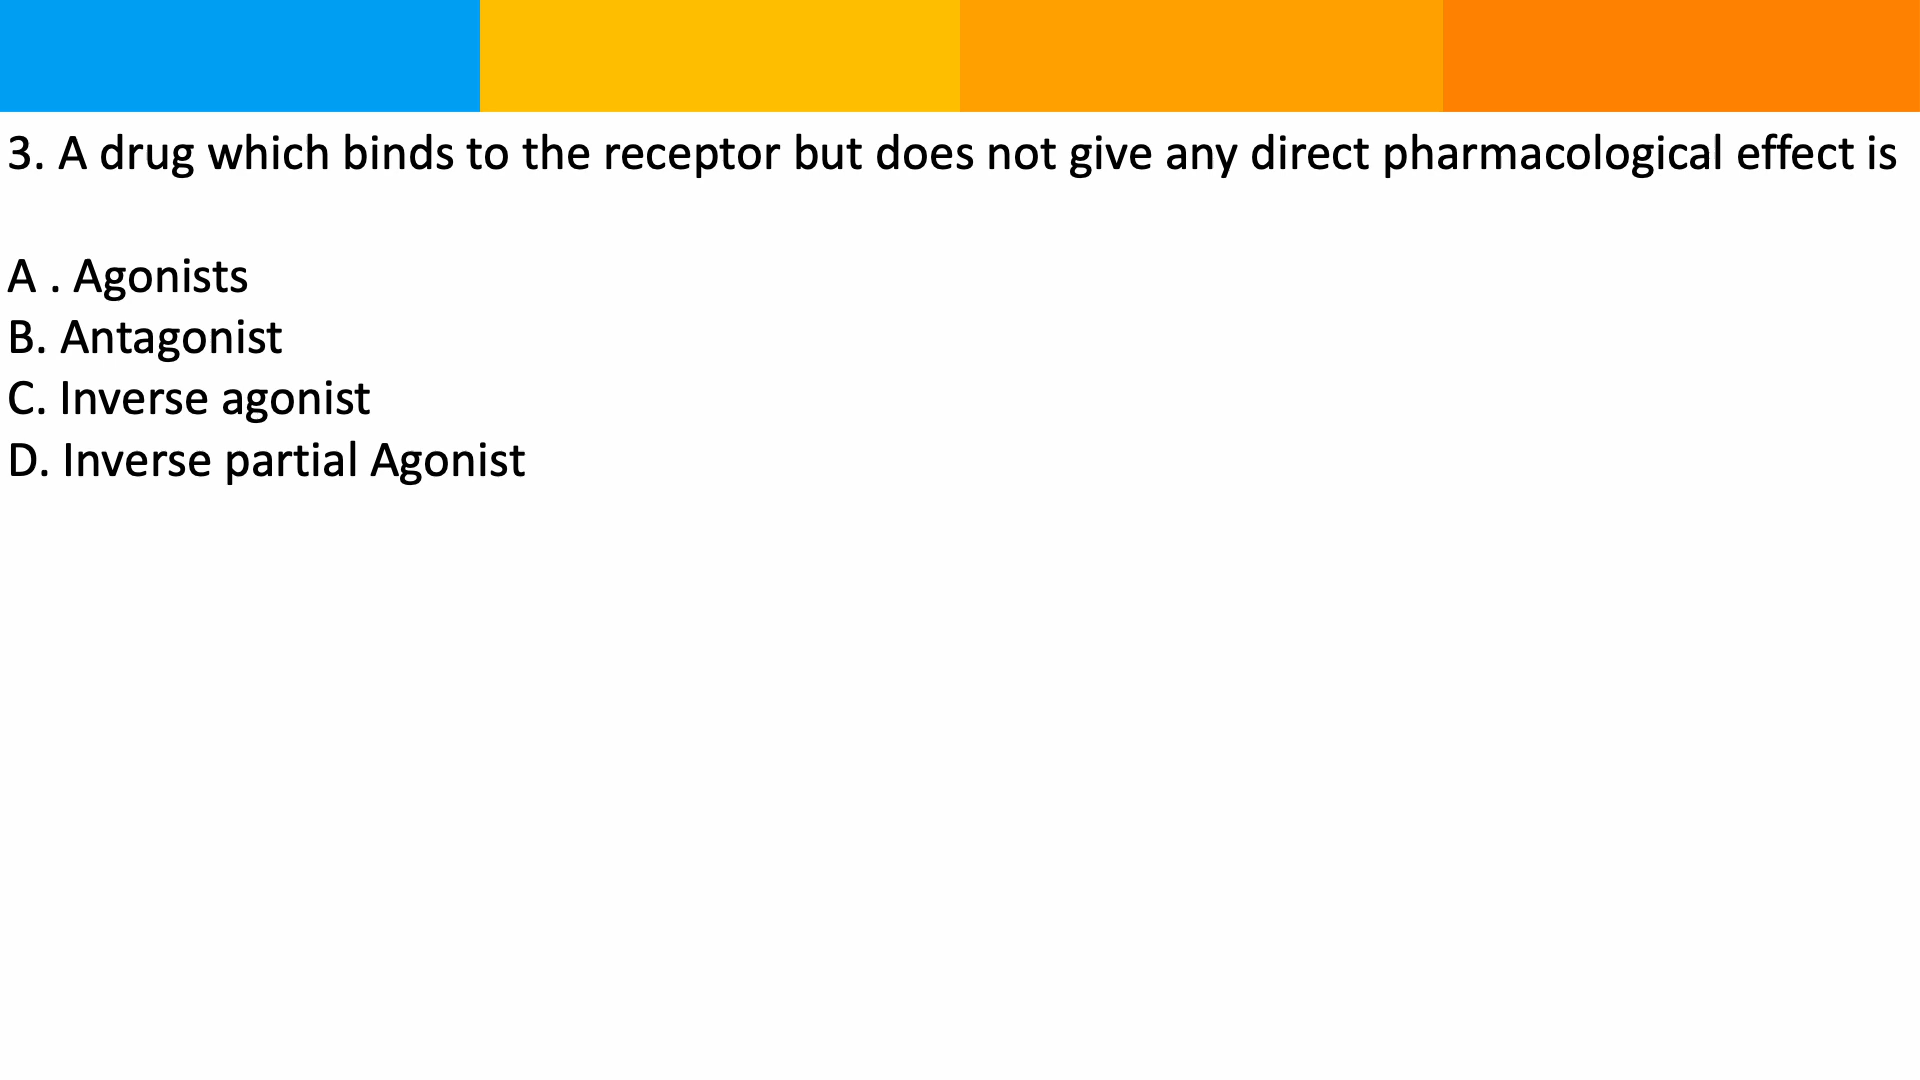 3. A drug which binds to the receptor but does not give any direct pharmacological effect is
A . Agonists
B. Antagonist
C. Inverse agonist
D. Inverse partial Agonist